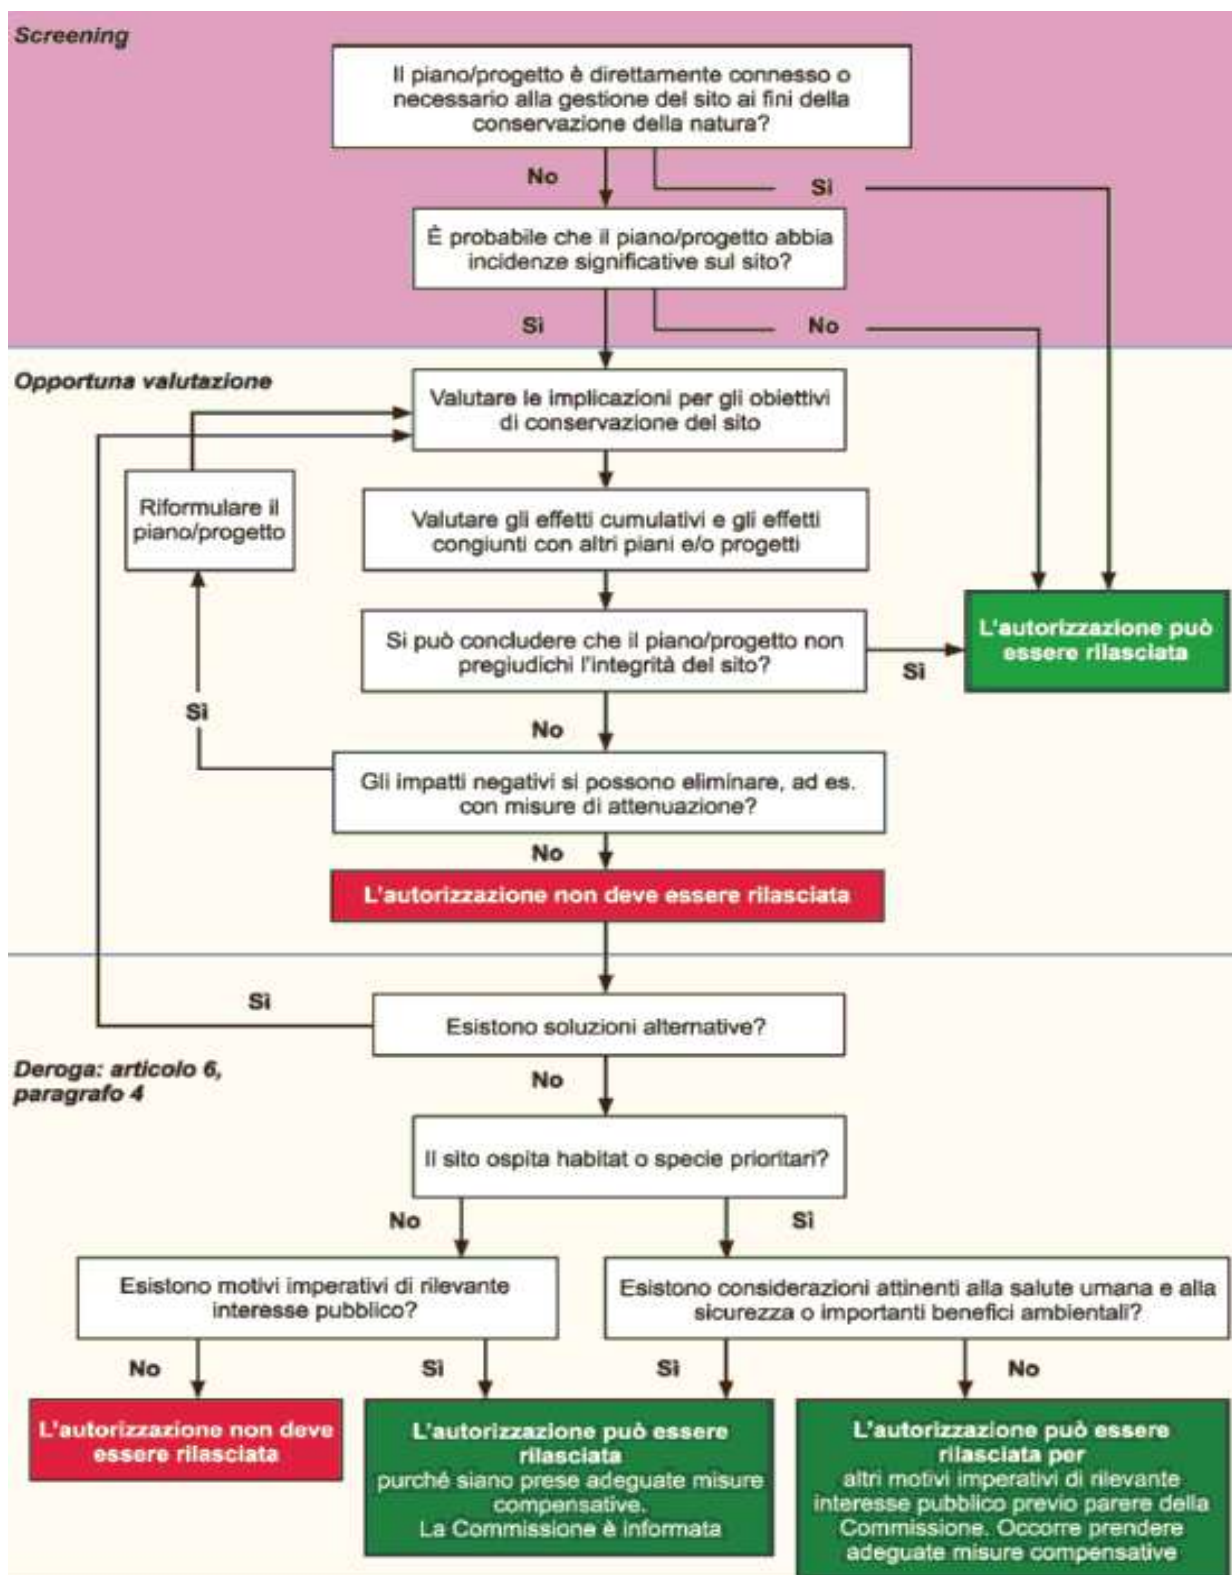 Screening
Il piano/progetto è direttamente connesso o
necessario alla gestione del sito ai fini della
conservazione della natura?
No
Sì
È probabile che il piano/progetto abbia
incidenze significative sul sito?
Sì
No
Opportuna valutazione
Valutare le implicazioni per gli obiettivi
di conservazione del sito
Riformulare il
piano/progetto
Valutare gli effetti cumulativi e gli effetti
congiunti con altri piani e/o progetti
Si può concludere che il piano/progetto non
pregiudichi l'integrità del sito?
Sì
L'autorizzazione può
essere rilasciata
Sì
No
Gli impatti negativi si possono eliminare, ad es.
con misure di attenuazione?
No
L'autorizzazione non deve essere rilasciata
Sì
Esistono soluzioni alternative?
Deroga: articolo 6,
paragrafo 4
No
Il sito ospita habitat o specie prioritari?
No
Sì
Esistono motivi imperativi di rilevante
interesse pubblico?
Esistono considerazioni attinenti alla salute umana e alla
sicurezza o importanti benefici ambientali?
No
Sì
Sì
No
L'autorizzazione non deve
essere rilasciata
L'autorizzazione può essere
rilasciata
purché siano prese adeguate misure
compensative.
La Commissione è informata
L'autorizzazione può essere
rilasciata per
altri motivi imperativi di rilevante
interesse pubblico previo parere della
Commissione. Occorre prendere
adeguate misure compensative